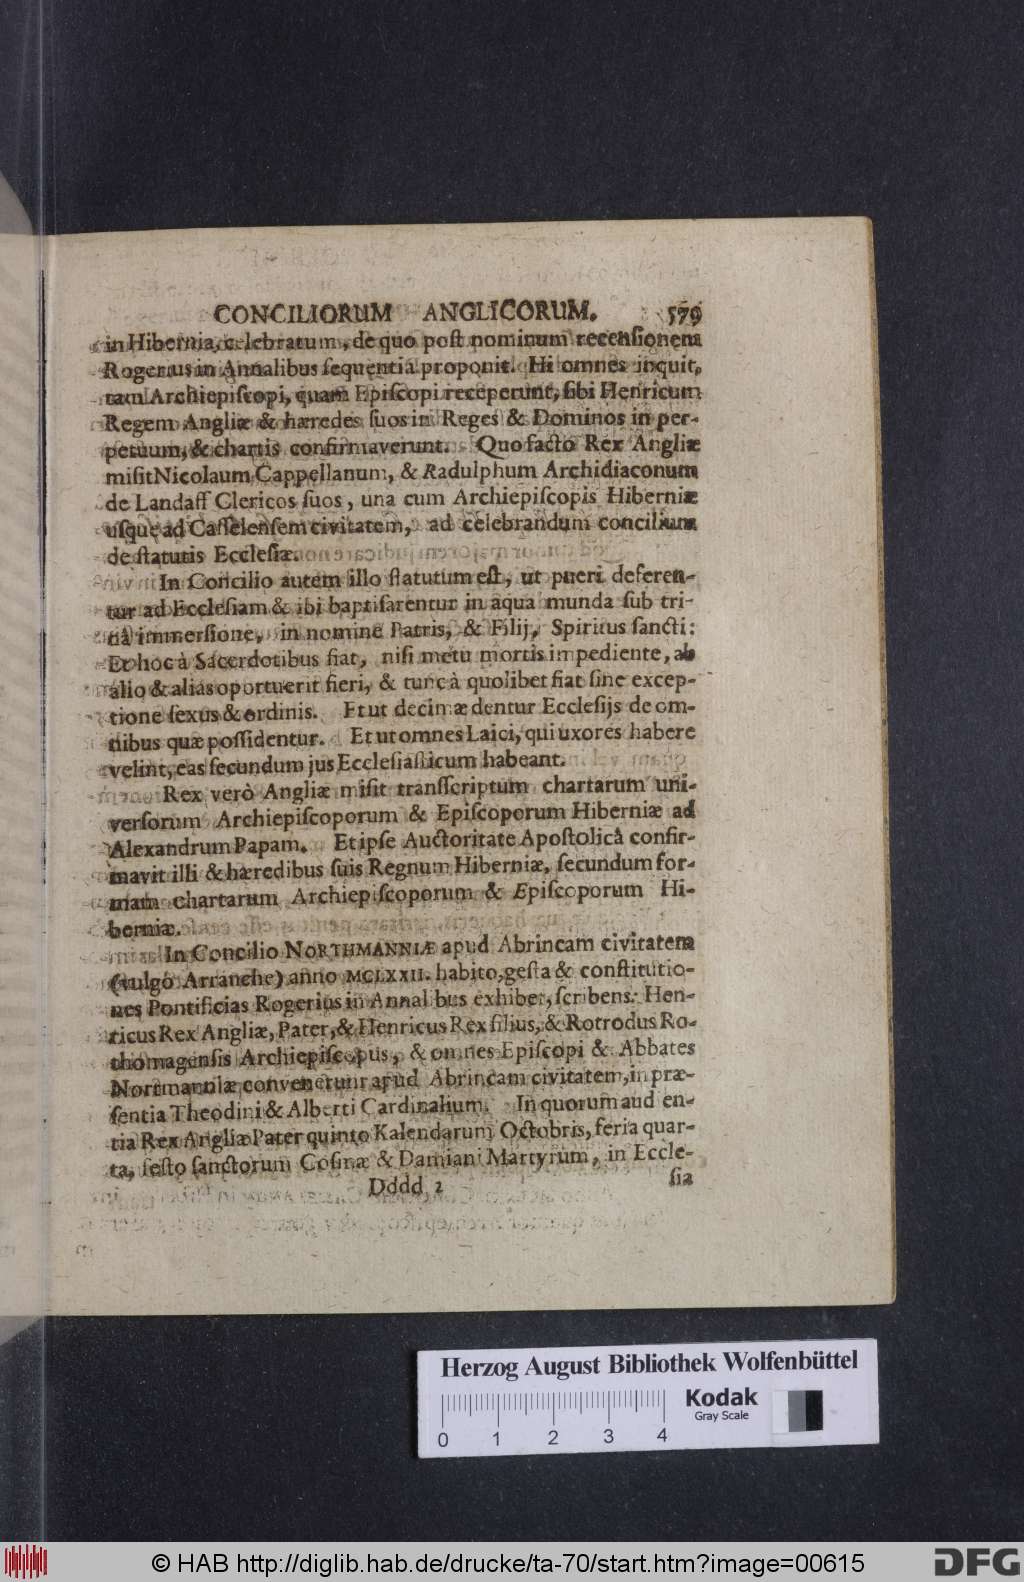 CONCILIORUM ANGLICORUM. 579
in Hibernia, celebratum, de quo post nominum recensionem
Rogerius in Annalibus sequentia proponit. Hi omnes inquit,
tam Archiepiscopi, quam Episcopi receperunt, sibi Henricum
Regem Angliæ & hæredes suos in Reges & Dominos in per-
petuum, & chartis confirmaverunt. Quo facto Rex Angliæ
misit Nicolaum Cappellanum, & Radulphum Archidiaconum
de Landaff Clericos suos, una cum Archiepiscopis Hiberniæ
usque ad Casselensem civitatem, ad celebrandum concilium
de statutis Ecclesiæ.
In Concilio autem illo statutum est, ut pueri deferen-
tur ad Ecclesiam & ibi baptisarentur in aqua munda sub tri-
nâ immersione, in nomine Patris, & Filij, Spiritus sancti:
Et hoc à Sacerdotibus fiat, nisi metu mortis impediente, ab
alio & alias oportuerit fieri, & tunc à quolibet fiat sine excep-
tione sexus & ordinis. Et ut decimæ dentur Ecclesijs de om-
nibus quæ possidentur. Et ut omnes Laici, qui uxores habere
velint, eas secundum jus Ecclesiasticum habeant.
Rex verò Angliæ misit transscriptum chartarum uni-
versorum Archiepiscoporum & Episcoporum Hiberniæ ad
Alexandrum Papam. Et ipse Auctoritate Apostolicâ confir-
mavit illi & hæredibus suis Regnum Hiberniæ, secundum for-
mam chartarum Archiepiscoporum & Episcoporum Hi-
berniæ.
In Concilio NORTHMANNIÆ apud Abrincam civitatem
(vulgò Arranche) anno MCLXXII. habito, gesta & constitutio-
nes Pontificias Rogerius in Annalibus exhibet, scribens: Hen-
ricus Rex Angliæ, Pater, & Henricus Rex filius, & Rotrodus Ro-
thomagensis Archiepiscopus, & omnes Episcopi & Abbates
Nortmanniæ convenerunt apud Abrincam civitatem, in præ-
sentia Theodini & Alberti Cardinalium. In quorum audien-
tia Rex Angliæ Pater quinto Kalendarum Octobris, feria quar-
ta, festo sanctorum Cosmæ & Damiani Martyrum, in Eccle-
Dddd 2 sia
Herzog August Bibliothek Wolfenbüttel
Kodak
Gray Scale
0 1 2 3 4
© HAB http://diglib.hab.de/drucke/ta-70/start.htm?image=00615
DFG